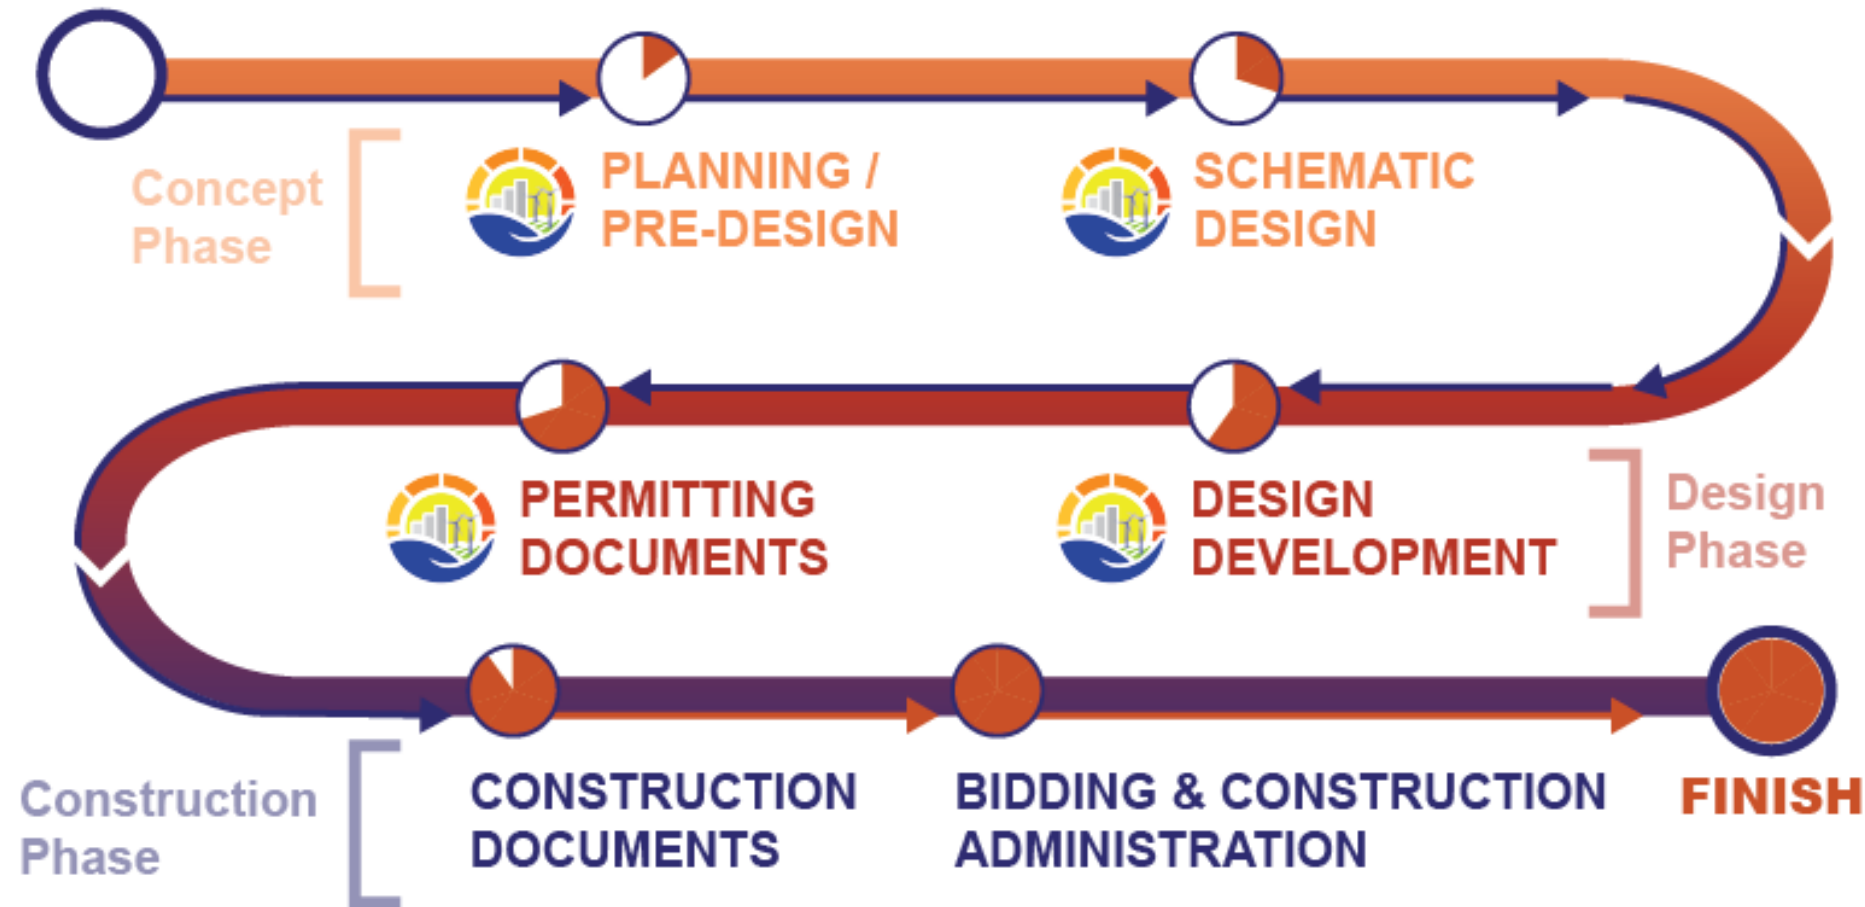 Concept
Phase
PLANNING /
PRE-DESIGN
SCHEMATIC
DESIGN
PERMITTING
DOCUMENTS
DESIGN
DEVELOPMENT
Design
Phase
Construction
Phase
CONSTRUCTION
DOCUMENTS
BIDDING & CONSTRUCTION
ADMINISTRATION
FINISH